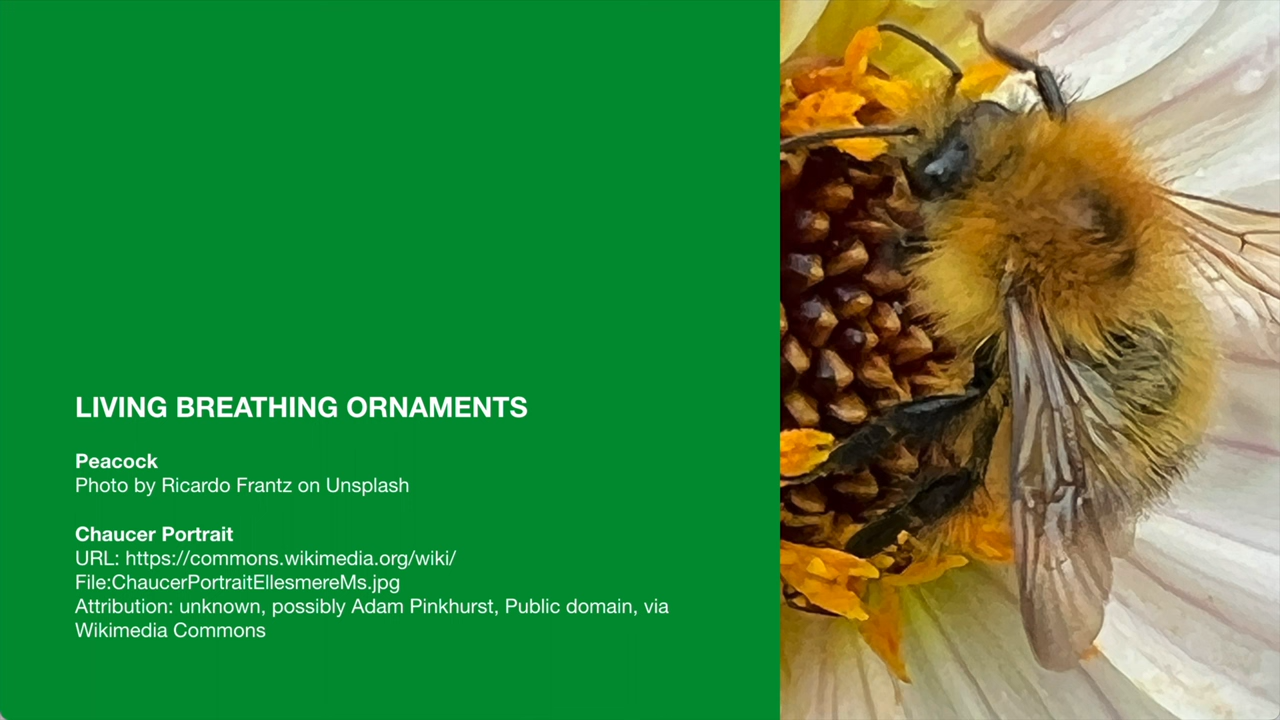 LIVING BREATHING ORNAMENTS
Peacock
Photo by Ricardo Frantz on Unsplash
Chaucer Portrait
URL: https://commons.wikimedia.org/wiki/
File:ChaucerPortraitEllesmereMs.jpg
Attribution: unknown, possibly Adam Pinkhurst, Public domain, via
Wikimedia Commons